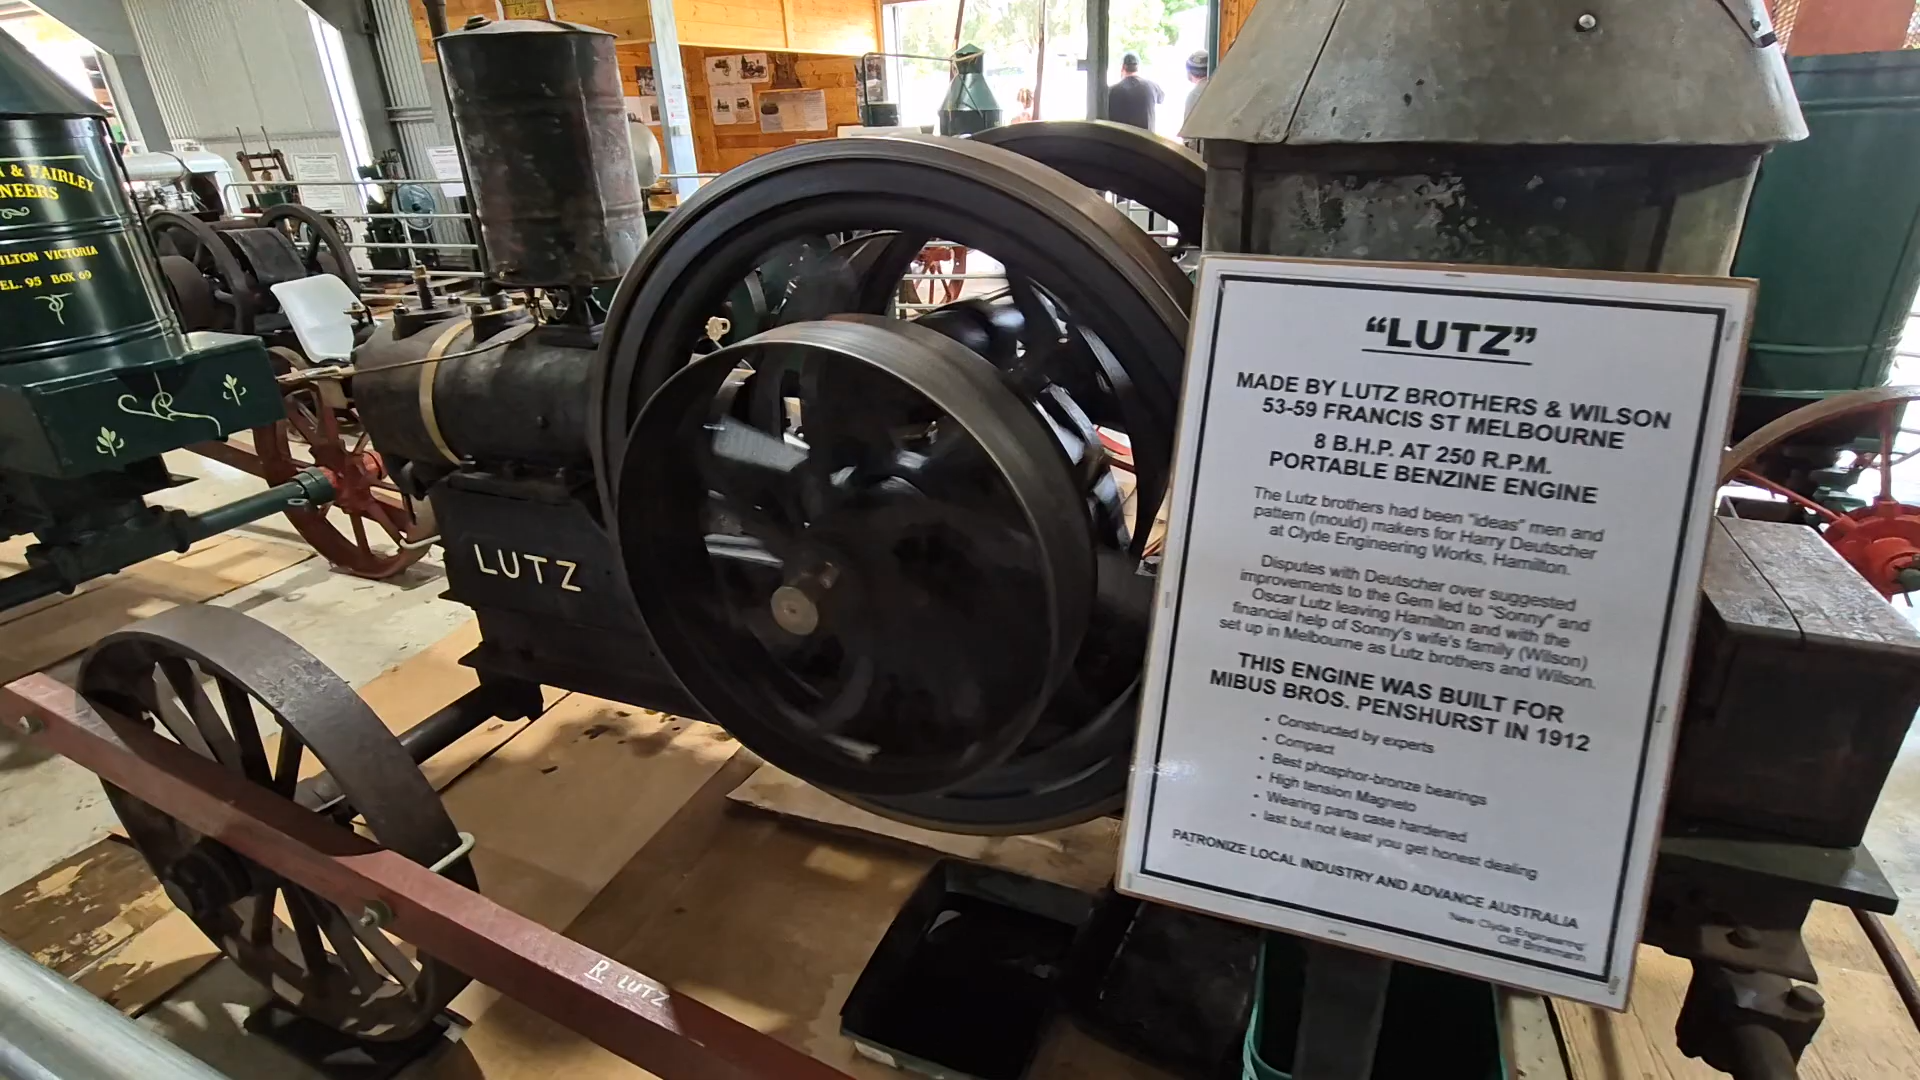 & FAIRLEY
NEERS
ILTON VICTORIA
EL. 95 BOX 69
LUTZ
R. LUTZ
“LUTZ”
MADE BY LUTZ BROTHERS & WILSON
53-59 FRANCIS ST MELBOURNE
8 B.H.P. AT 250 R.P.M.
PORTABLE BENZINE ENGINE
The Lutz brothers had been "ideas" men and
pattern (mould) makers for Harry Deutscher
at Clyde Engineering Works, Hamilton.
Disputes with Deutscher over suggested
improvements to the Gem led to "Sonny" and
Oscar Lutz leaving Hamilton and with the
financial help of Sonny's wife's family (Wilson)
set up in Melbourne as Lutz brothers and Wilson.
THIS ENGINE WAS BUILT FOR
MIBUS BROS. PENSHURST IN 1912
• Constructed by experts
• Compact
• Best phosphor-bronze bearings
• High tension Magneto
• Wearing parts case hardened
• last but not least you get honest dealing
PATRONIZE LOCAL INDUSTRY AND ADVANCE AUSTRALIA
'New Clyde Engineering'
Cliff Brinkmann